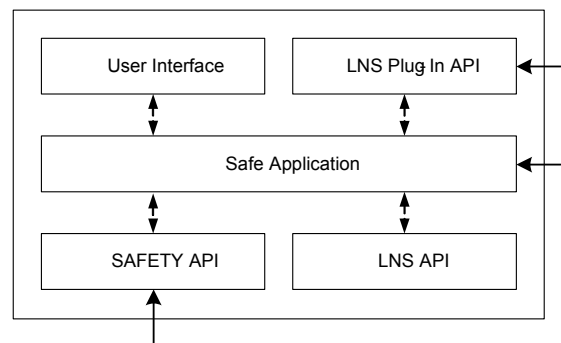 User Interface
LNS Plug-In API
Safe Application
SAFETY API
LNS API